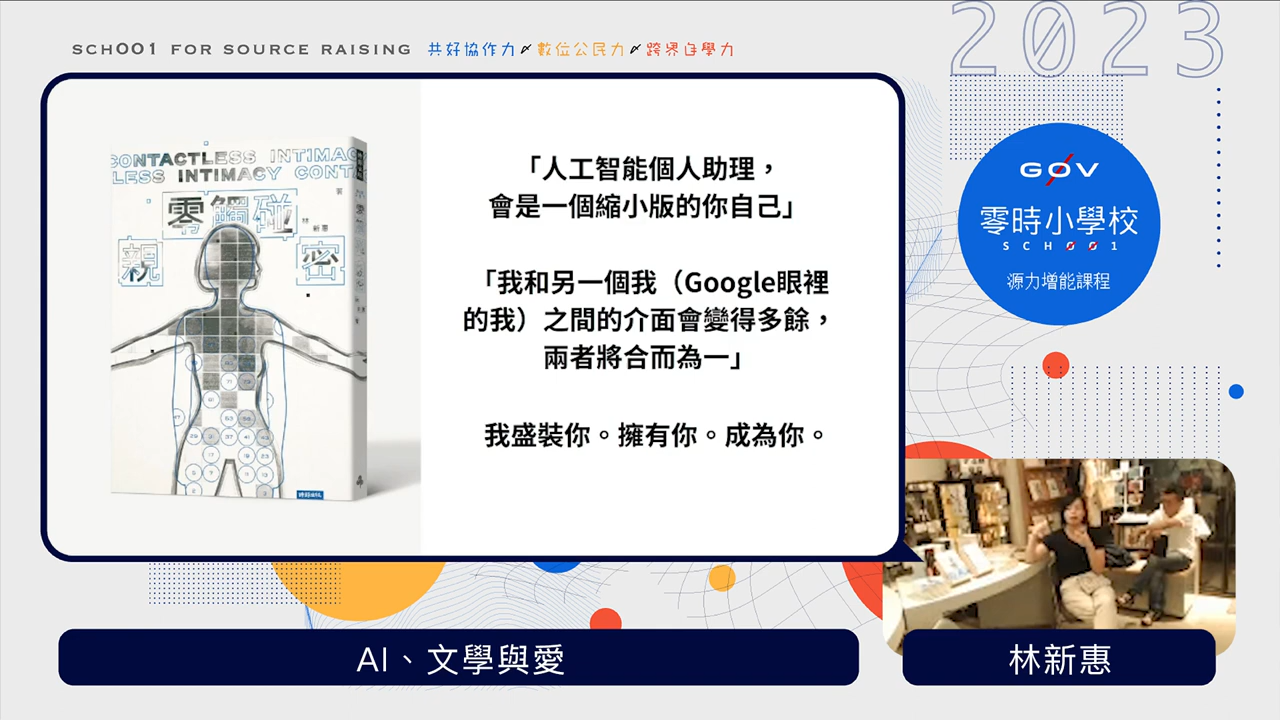 SCHOO1 FOR SOURCE RAISING 共好協作力 數位公民力 跨界自學力
2023
CONTACTLESS INTIMAC
LESS INTIMACY CONT
著
零觸碰
林
新惠
親密
「人工智能個人助理，
會是一個縮小版的你自己」
「我和另一個我（Google眼裡
的我）之間的介面會變得多餘，
兩者將合而為一」
我盛裝你。擁有你。成為你。
GOV
零時小學校
SCHOO1
源力增能課程
AI、文學與愛
林新惠